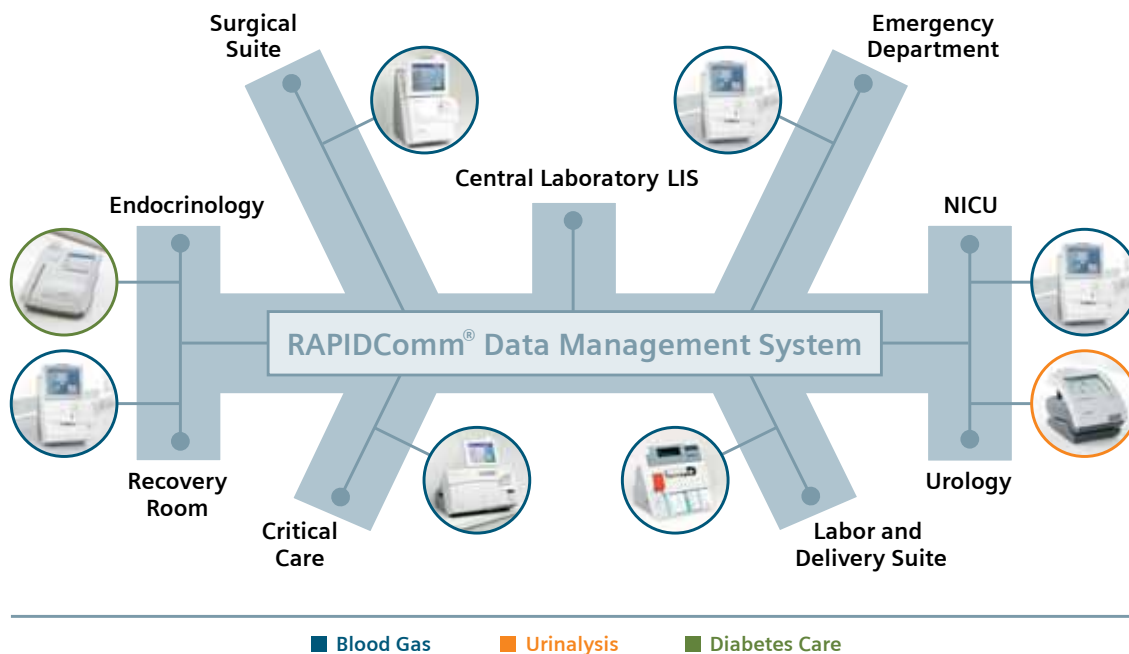 Surgical
Suite
Emergency
Department
Central Laboratory LIS
Endocrinology
NICU
RAPIDComm® Data Management System
Recovery
Room
Urology
Critical
Care
Labor and
Delivery Suite
Blood Gas
Urinalysis
Diabetes Care